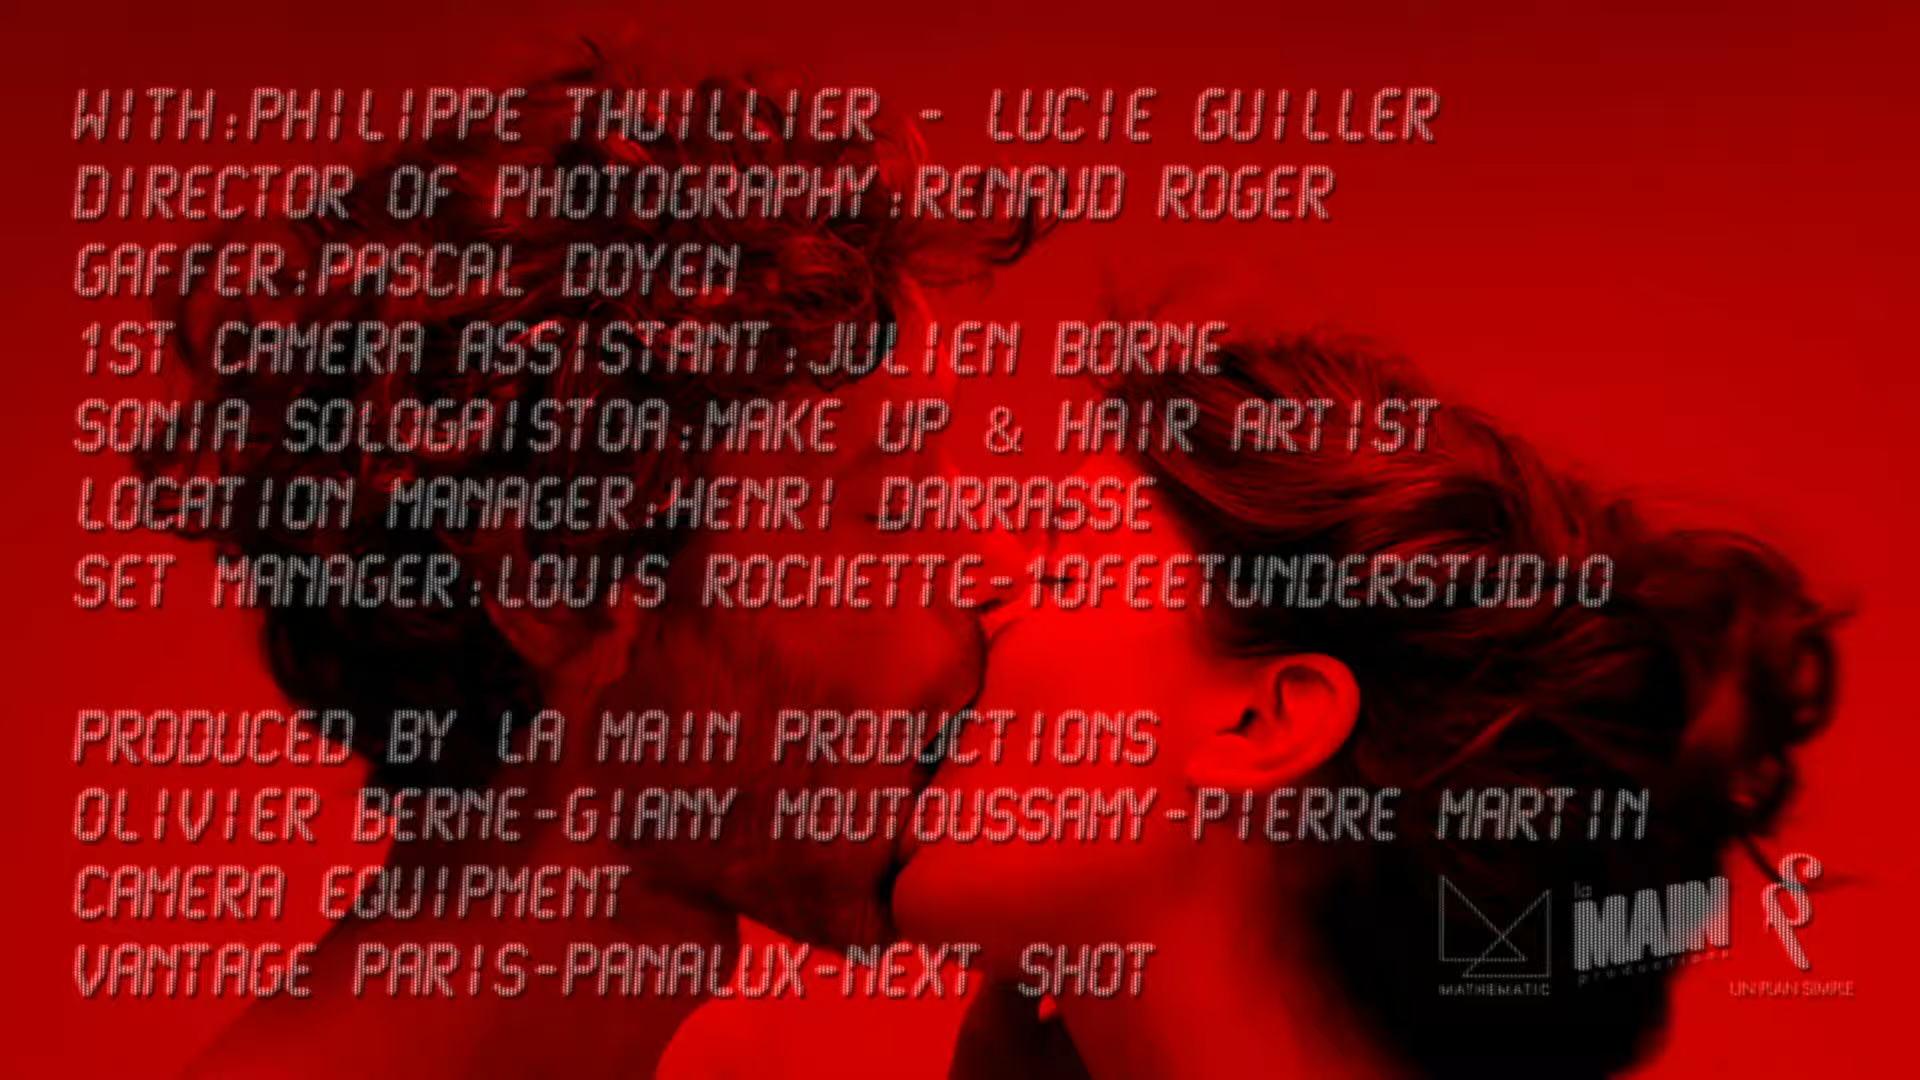 WITH:PHILIPPE THUILLIER - LUCIE GUILLER
DIRECTOR OF PHOTOGRAPHY:RENAUD ROGER
GAFFER:PASCAL DOYEN
1ST CAMERA ASSISTANT:JULIEN BORNE
SONIA SOLOGAISTOA:MAKE UP & HAIR ARTIST
LOCATION MANAGER:HENRI DARRASSE
SET MANAGER:LOUIS ROCHETTE-10FEETUNDERSTUDIO
PRODUCED BY LA MAIN PRODUCTIONS
OLIVIER BERNE-GIANY MOUTOUSSAMY-PIERRE MARTIN
CAMERA EQUIPMENT
VANTAGE PARIS-PANALUX-NEXT SHOT
MATHEMATIC
la MAIN productions
UN PLAN SIMPLE